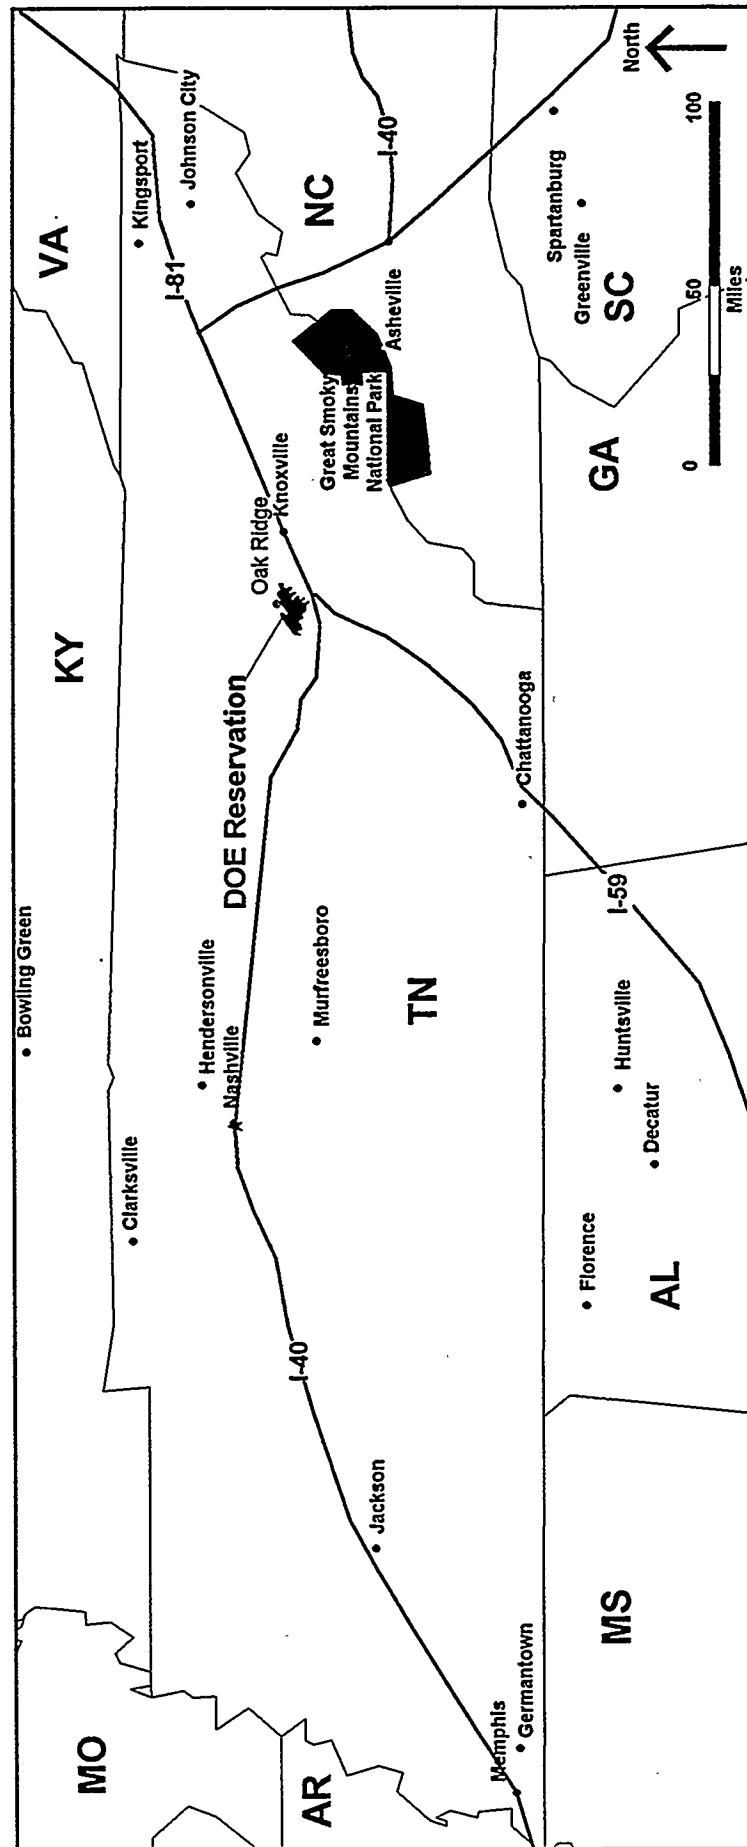 MO
Bowling Green
KY
VA
Clarksville
Kingsport
Johnson City
Hendersonville
Nashville
DOE Reservation
Oak Ridge
Knoxville
I-81
AR
I-40
Murfreesboro
Great Smoky
Mountains
National Park
NC
Jackson
I-40
Asheville
TN
Memphis
Germantown
Chattanooga
Spartanburg
Greenville
MS
Florence
AL
Decatur
Huntsville
I-59
GA
SC
North
0
50
100
Miles